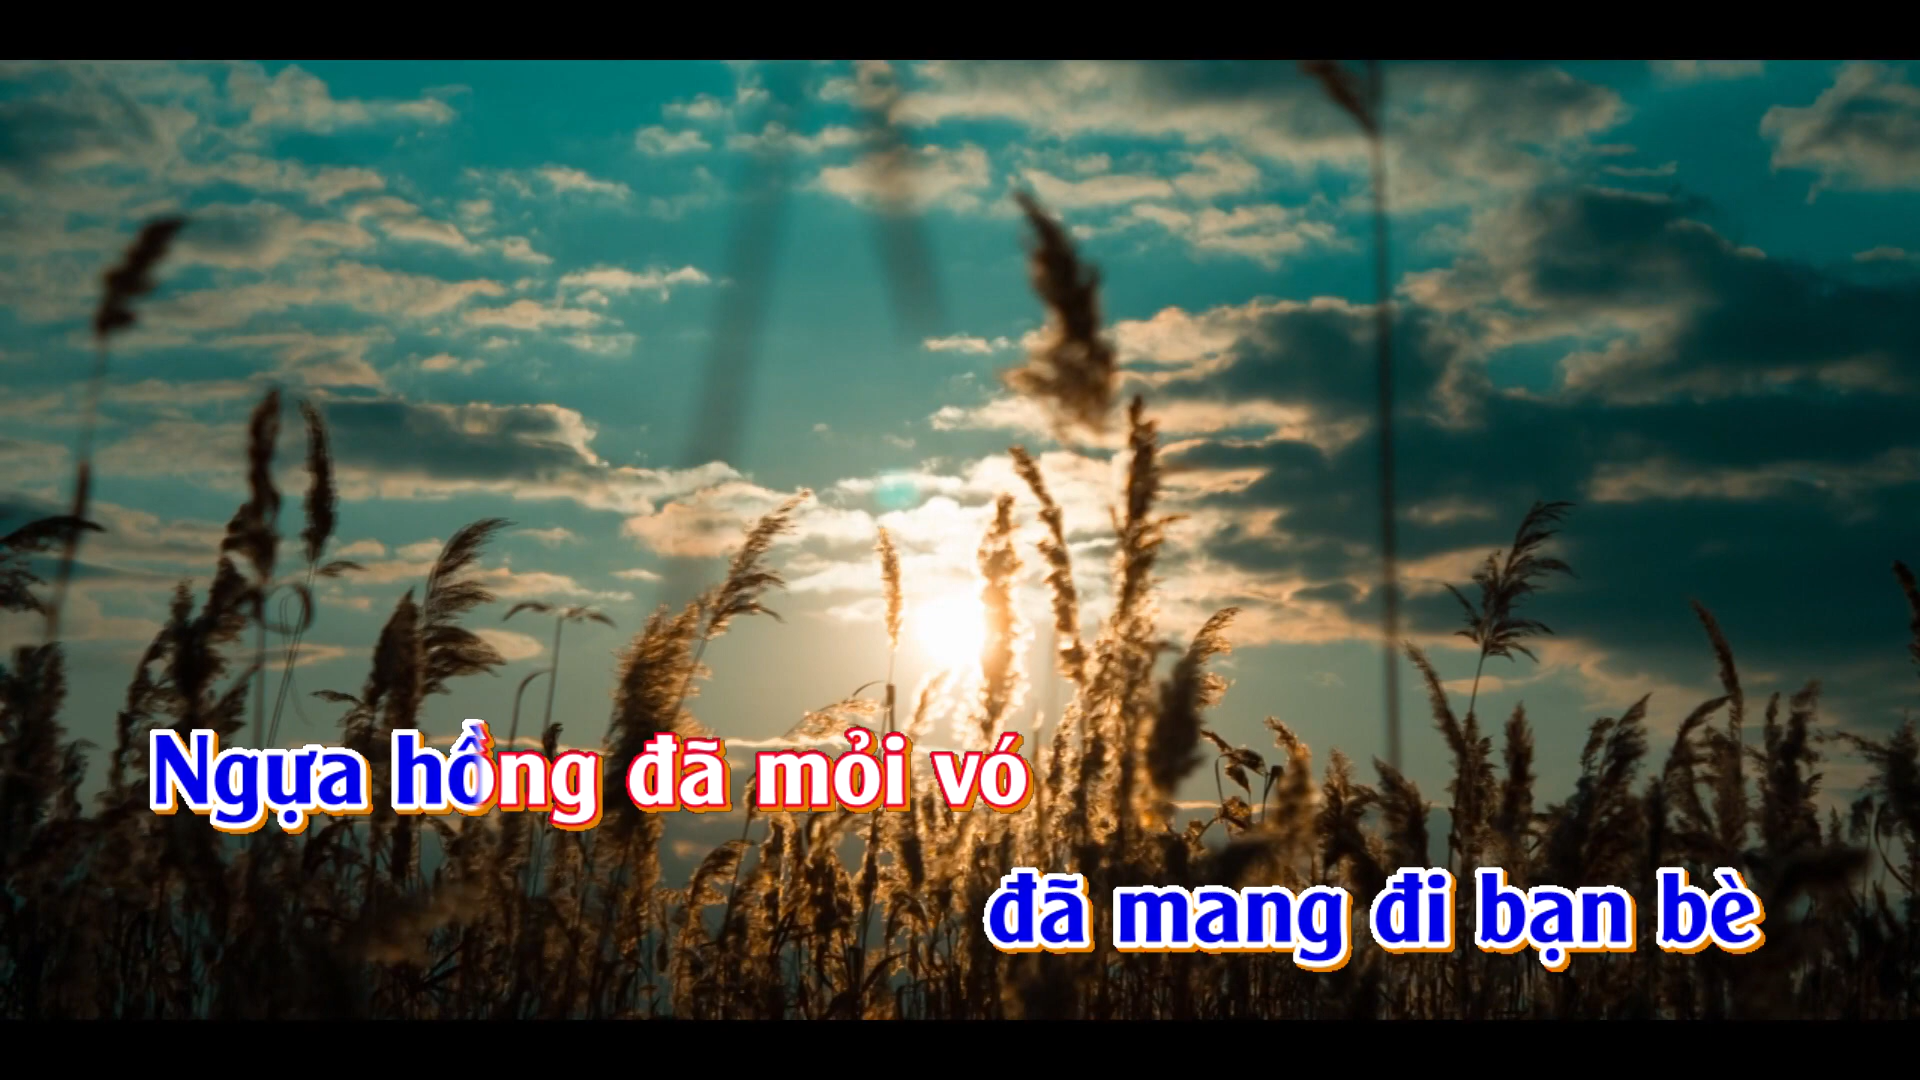 Ngựa hồng đã mỏi vó
đã mang đi bạn bè